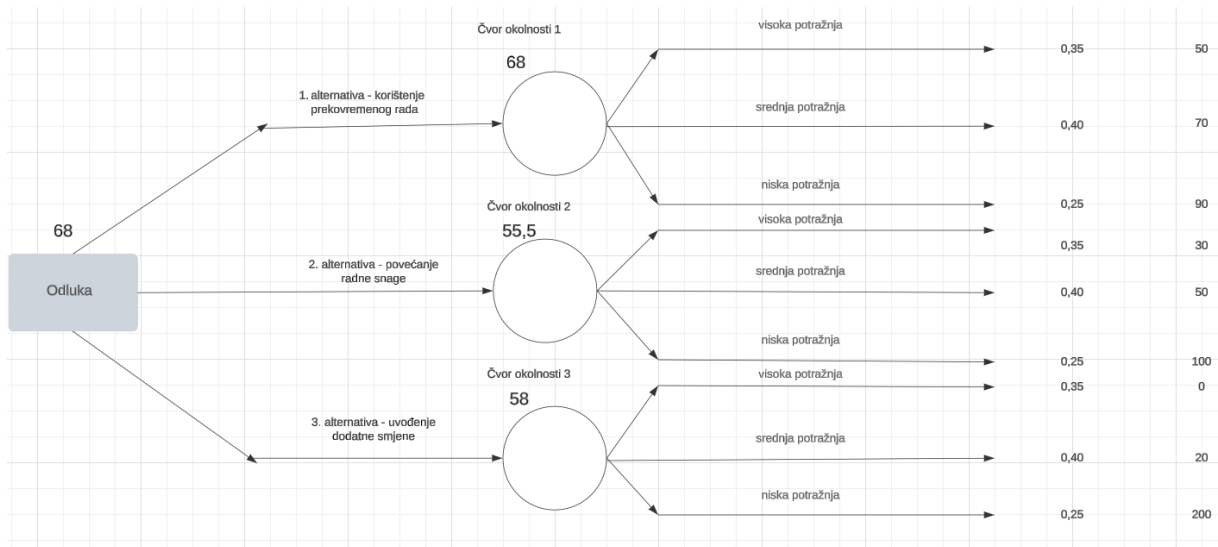 Čvor okolnosti 1
68
1. alternativa - korištenje
prekovremenog rada
visoka potražnja
0,35
50
srednja potražnja
0,40
70
niska potražnja
0,25
90
68
Odluka
Čvor okolnosti 2
55,5
2. alternativa - povećanje
radne snage
visoka potražnja
0,35
30
srednja potražnja
0,40
50
niska potražnja
0,25
100
Čvor okolnosti 3
58
3. alternativa - uvođenje
dodatne smjene
visoka potražnja
0,35
0
srednja potražnja
0,40
20
niska potražnja
0,25
200